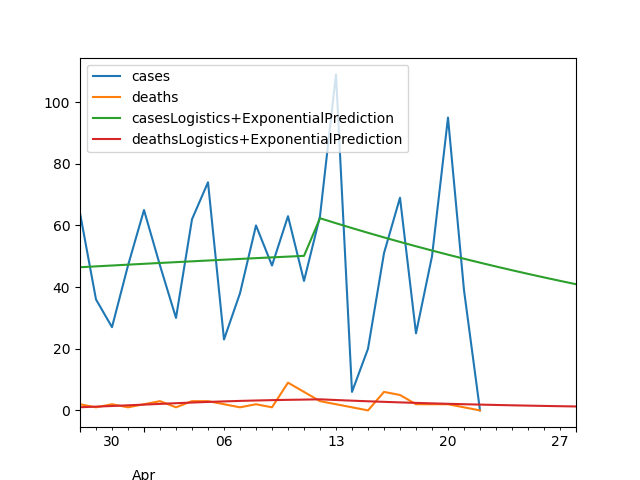 cases
deaths
casesLogistics+ExponentialPrediction
deathsLogistics+ExponentialPrediction
100
80
60
40
20
0
30 06 13 20 27
Apr